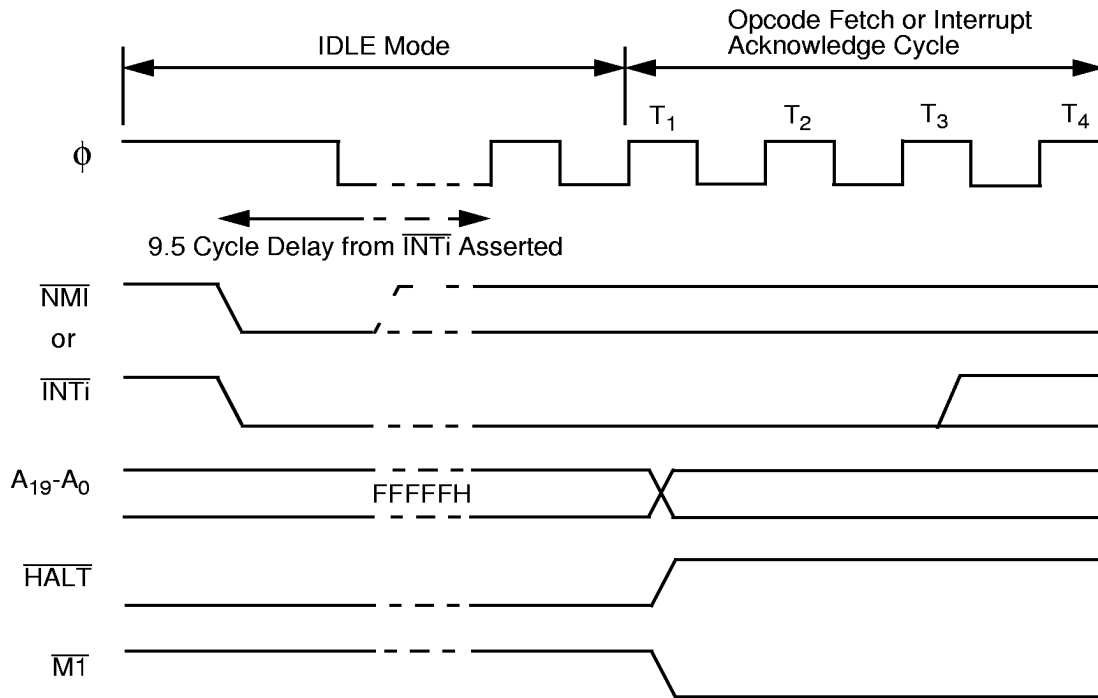 Opcode Fetch or Interrupt
IDLE Mode
Acknowledge Cycle
T1 T2 T3 T4
ϕ
9.5 Cycle Delay from INTi Asserted
NMI
or
INTi
A19-A0
FFFFFH
HALT
M1